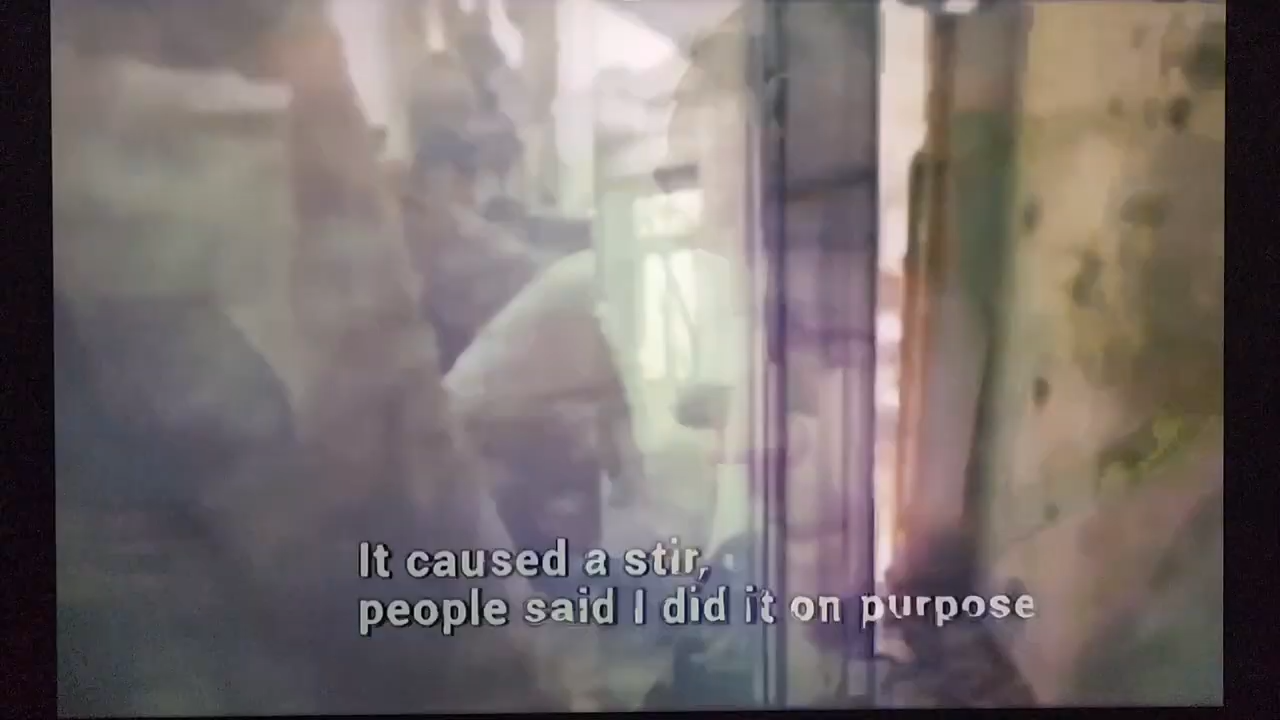 It caused a stir,
people said I did it on purpose